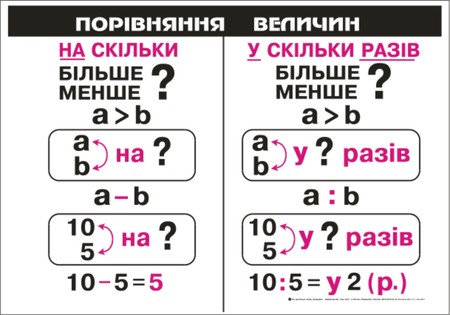 ПОРІВНЯННЯ ВЕЛИЧИН
НА СКІЛЬКИ
БІЛЬШЕ
МЕНШЕ ?
a > b
a
b на ?
a – b
10
5 на ?
10 – 5 = 5
У СКІЛЬКИ РАЗІВ
БІЛЬШЕ
МЕНШЕ ?
a > b
a
b у ? разів
a : b
10
5 у ? разів
10 : 5 = у 2 (р.)